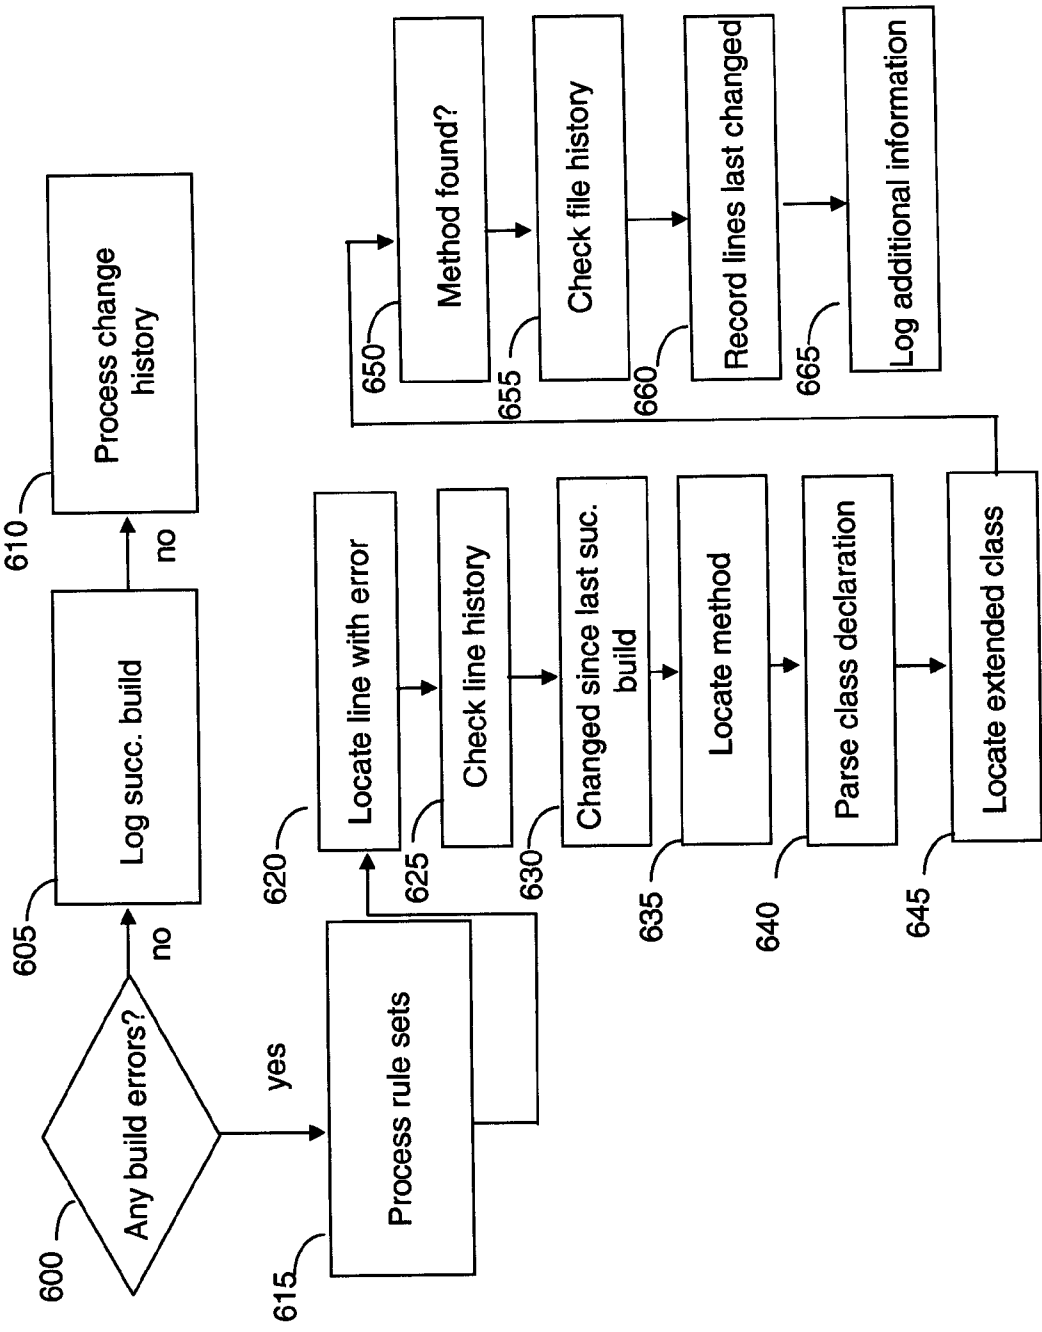 600
Any build errors?
no
605
Log succ. build
no
610
Process change
history
yes
615
Process rule sets
620
Locate line with error
625
Check line history
630
Changed since last suc.
build
635
Locate method
640
Parse class declaration
645
Locate extended class
650
Method found?
655
Check file history
660
Record lines last changed
665
Log additional information